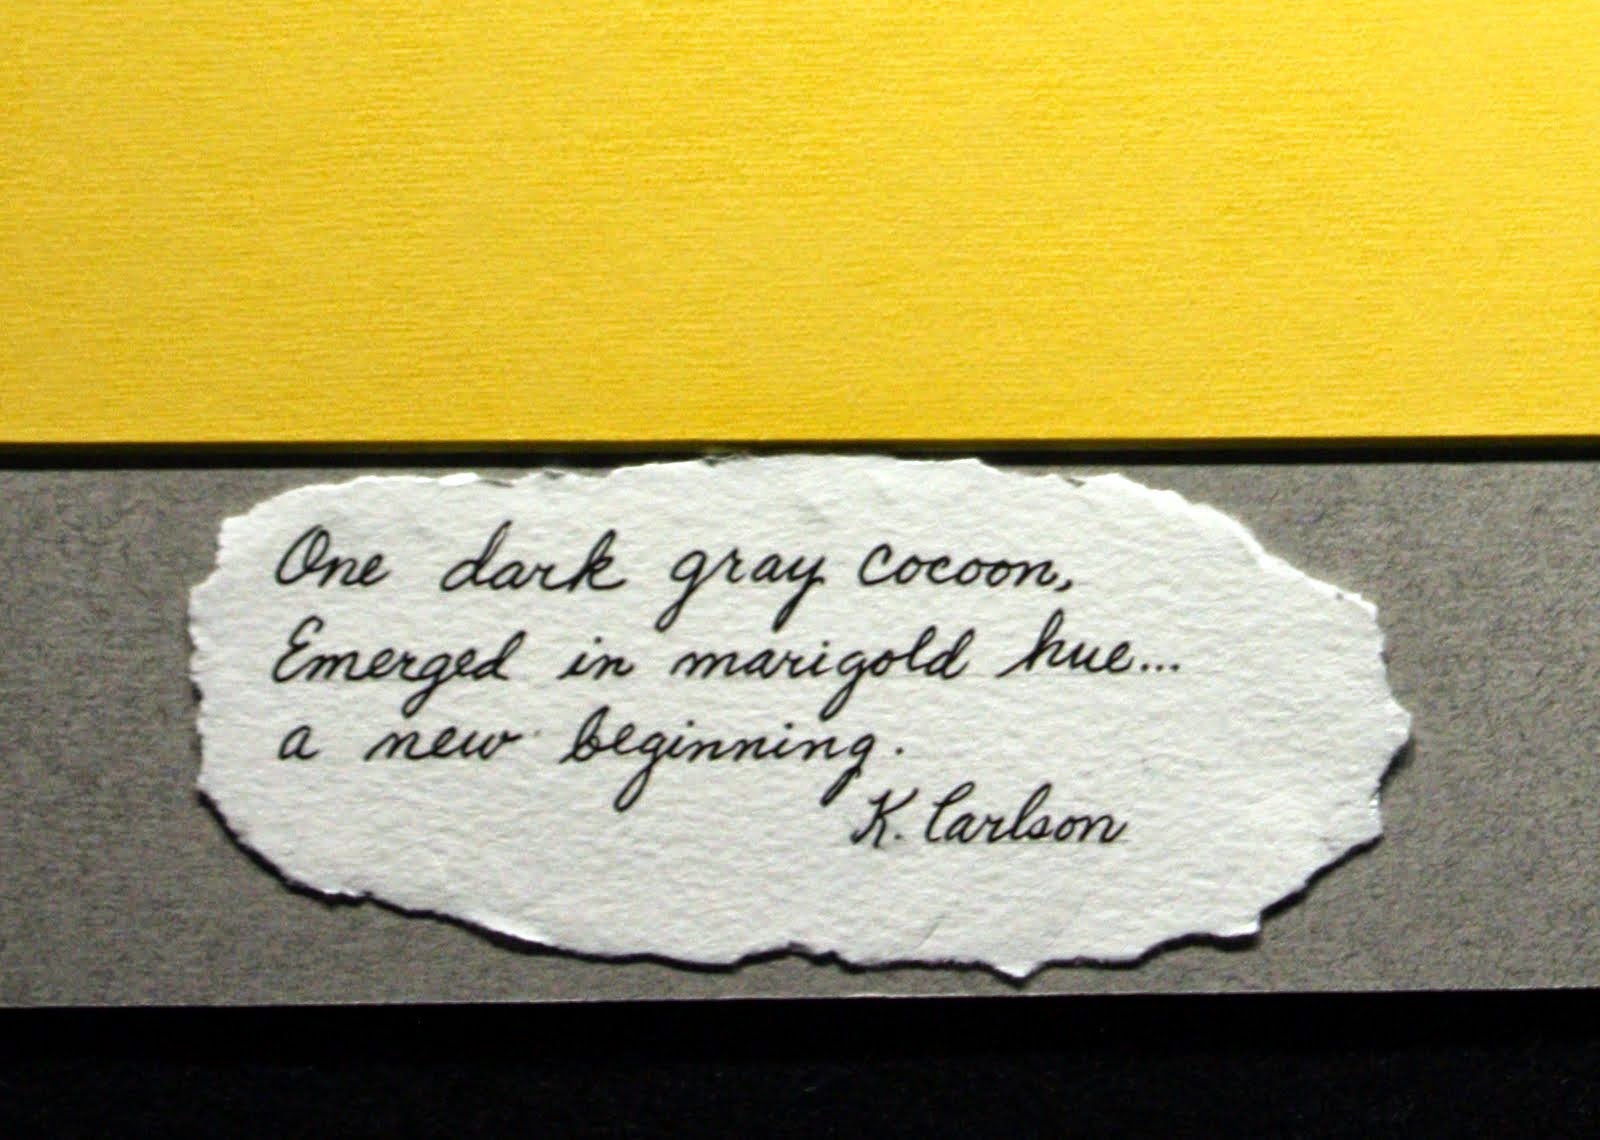 One dark gray cocoon,
Emerged in marigold hue...
a new beginning.
K. Carlson